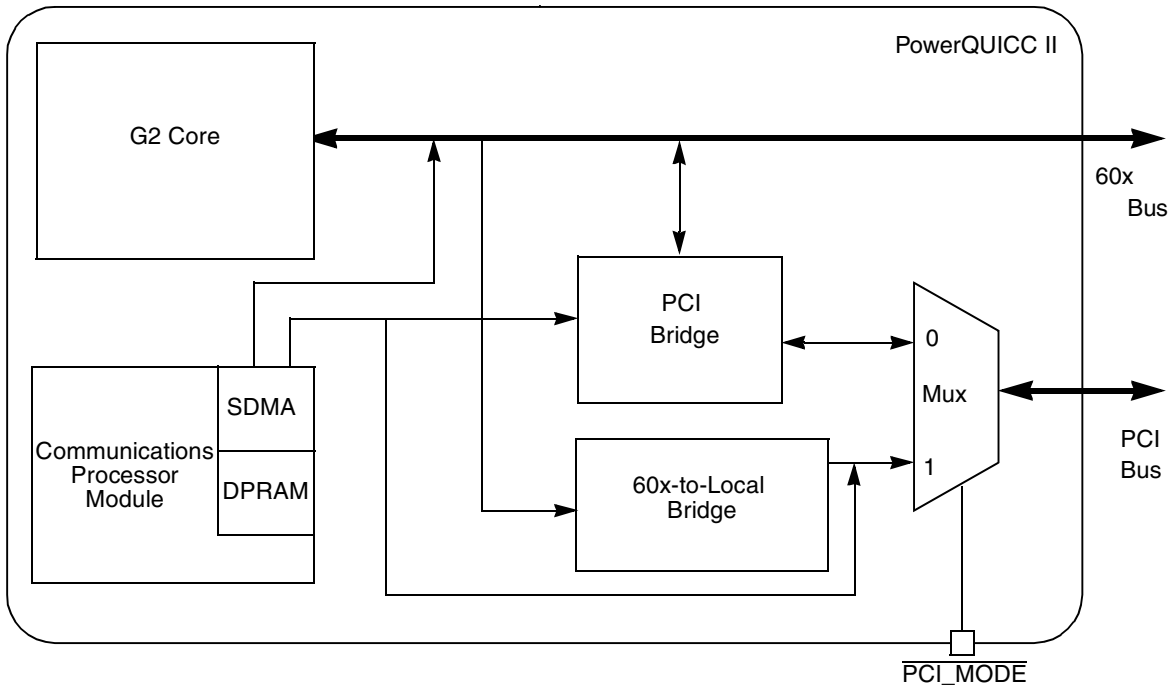 PowerQUICC II
G2 Core
60x
Bus
PCI
Bridge
0
Mux
1
PCI
Bus
SDMA
DPRAM
Communications
Processor
Module
60x-to-Local
Bridge
PCI_MODE